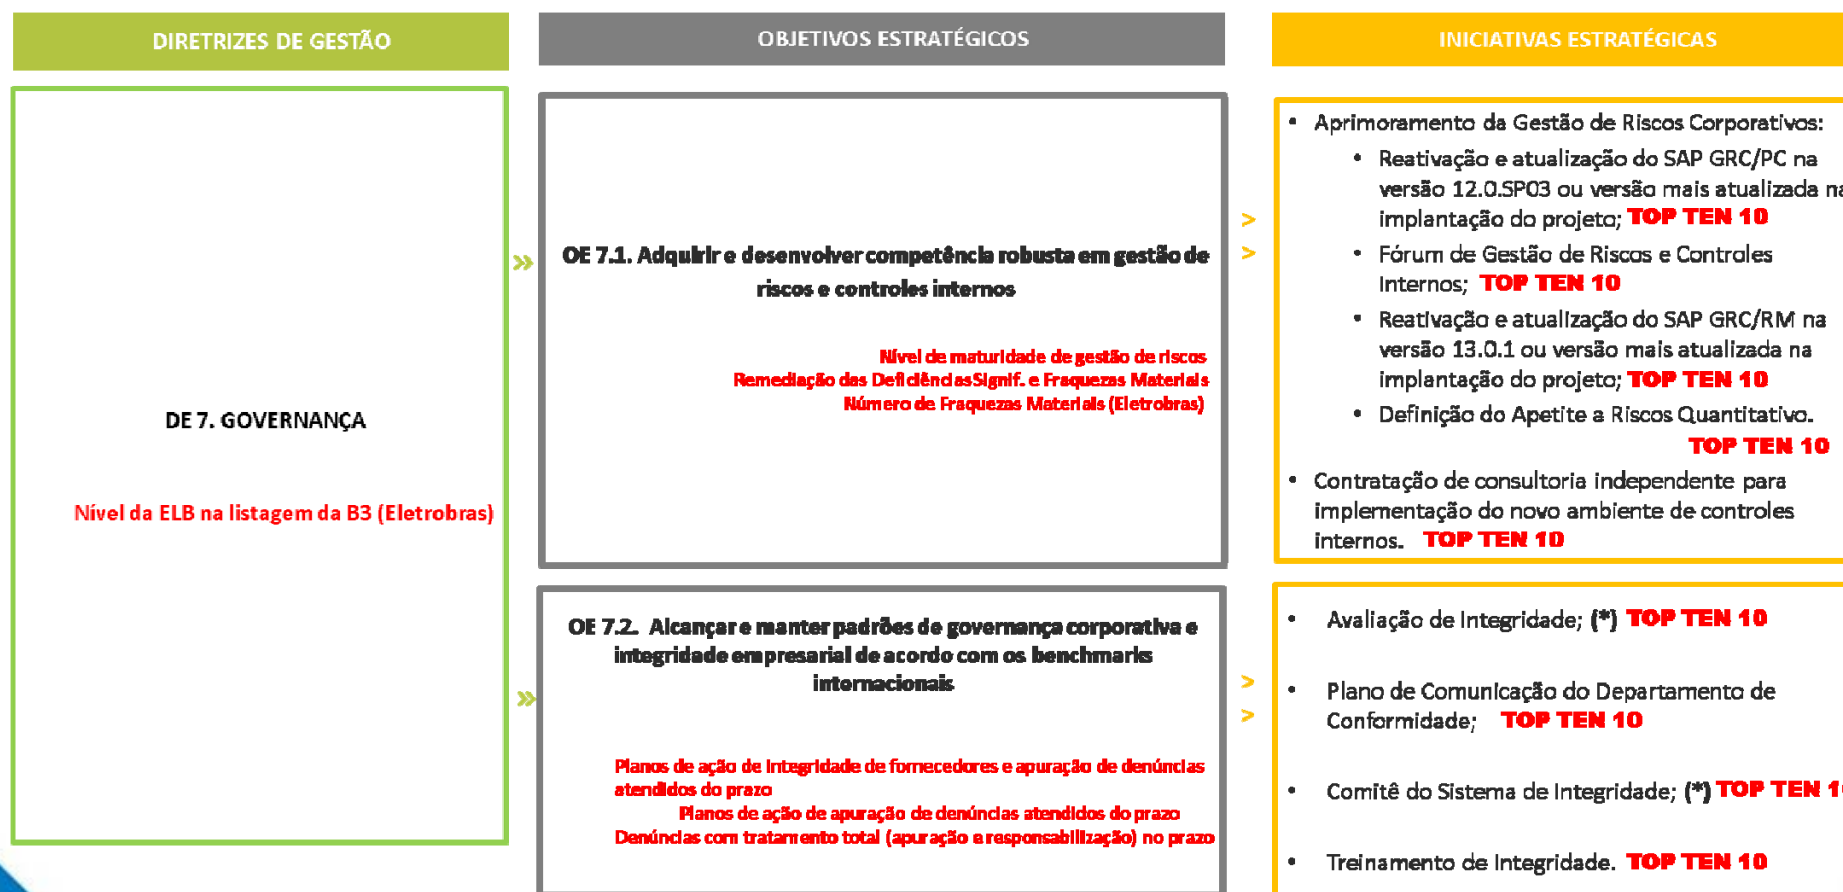 DIRETRIZES DE GESTÃO
OBJETIVOS ESTRATÉGICOS
INICIATIVAS ESTRATÉGICAS
DE 7. GOVERNANÇA
Nível da ELB na listagem da B3 (Eletrobras)
»
OE 7.1. Adquirir e desenvolver competência robusta em gestão de
riscos e controles internos
Nível de maturidade de gestão de riscos
Remediação das Deficiências Signif. e Fraquezas Materiais
Número de Fraquezas Materiais (Eletrobras)
>
>
• Aprimoramento da Gestão de Riscos Corporativos:
• Reativação e atualização do SAP GRC/PC na
versão 12.0.SP03 ou versão mais atualizada na
implantação do projeto; TOP TEN 10
• Fórum de Gestão de Riscos e Controles
Internos; TOP TEN 10
• Reativação e atualização do SAP GRC/RM na
versão 13.0.1 ou versão mais atualizada na
implantação do projeto; TOP TEN 10
• Definição do Apetite a Riscos Quantitativo.
TOP TEN 10
• Contratação de consultoria independente para
implementação do novo ambiente de controles
internos. TOP TEN 10
»
OE 7.2. Alcançar e manter padrões de governança corporativa e
integridade empresarial de acordo com os benchmarks
internacionais
Planos de ação de integridade de fornecedores e apuração de denúncias
atendidos do prazo
Planos de ação de apuração de denúncias atendidos do prazo
Denúncias com tratamento total (apuração e responsabilização) no prazo
>
>
• Avaliação de Integridade; (*) TOP TEN 10
• Plano de Comunicação do Departamento de
Conformidade; TOP TEN 10
• Comitê do Sistema de Integridade; (*) TOP TEN 1
• Treinamento de Integridade. TOP TEN 10